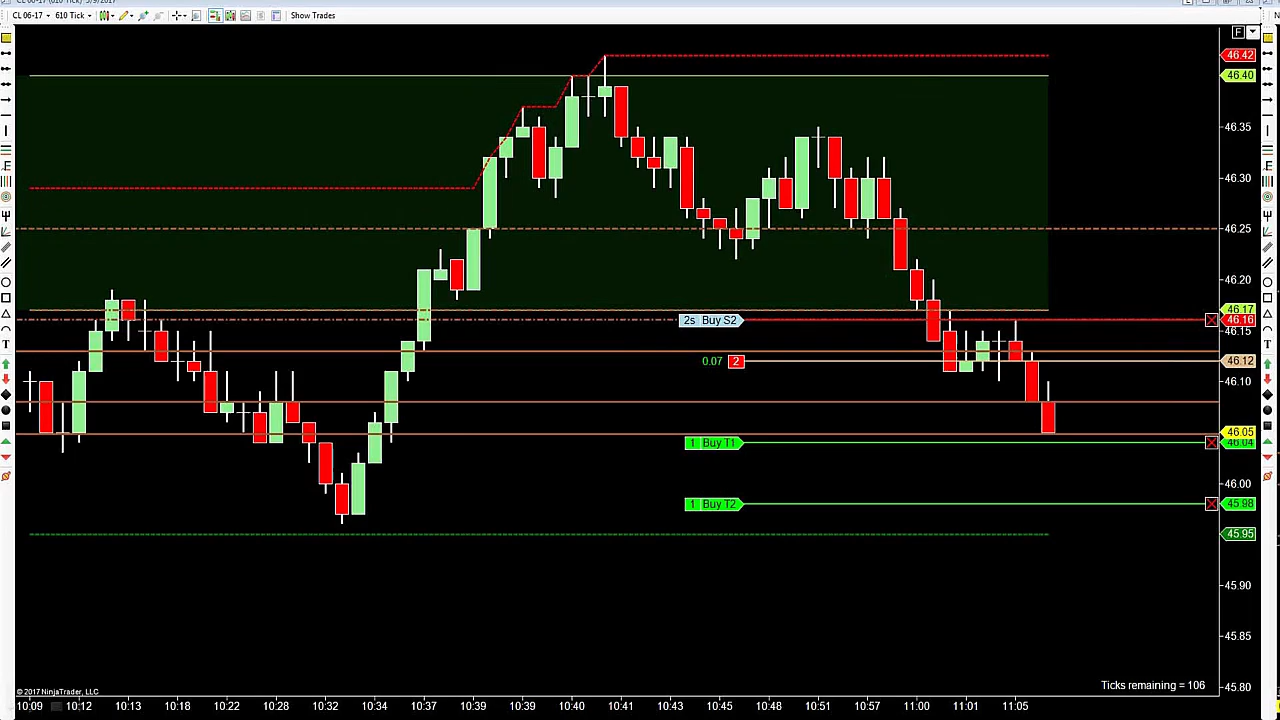 CL 06-17 610 Tick Show Trades
F
46.42
46.40
46.35
46.30
46.25
46.20
46.17
2s Buy S2 46.16
46.15
0.07 2 46.12
46.10
46.05
1 Buy T1 46.04
46.00
1 Buy T2 45.98
45.95
45.90
45.85
Ticks remaining = 106
45.80
© 2017 NinjaTrader, LLC
10:09 10:12 10:13 10:18 10:22 10:28 10:32 10:34 10:37 10:39 10:39 10:40 10:41 10:43 10:45 10:48 10:51 10:57 11:00 11:01 11:05